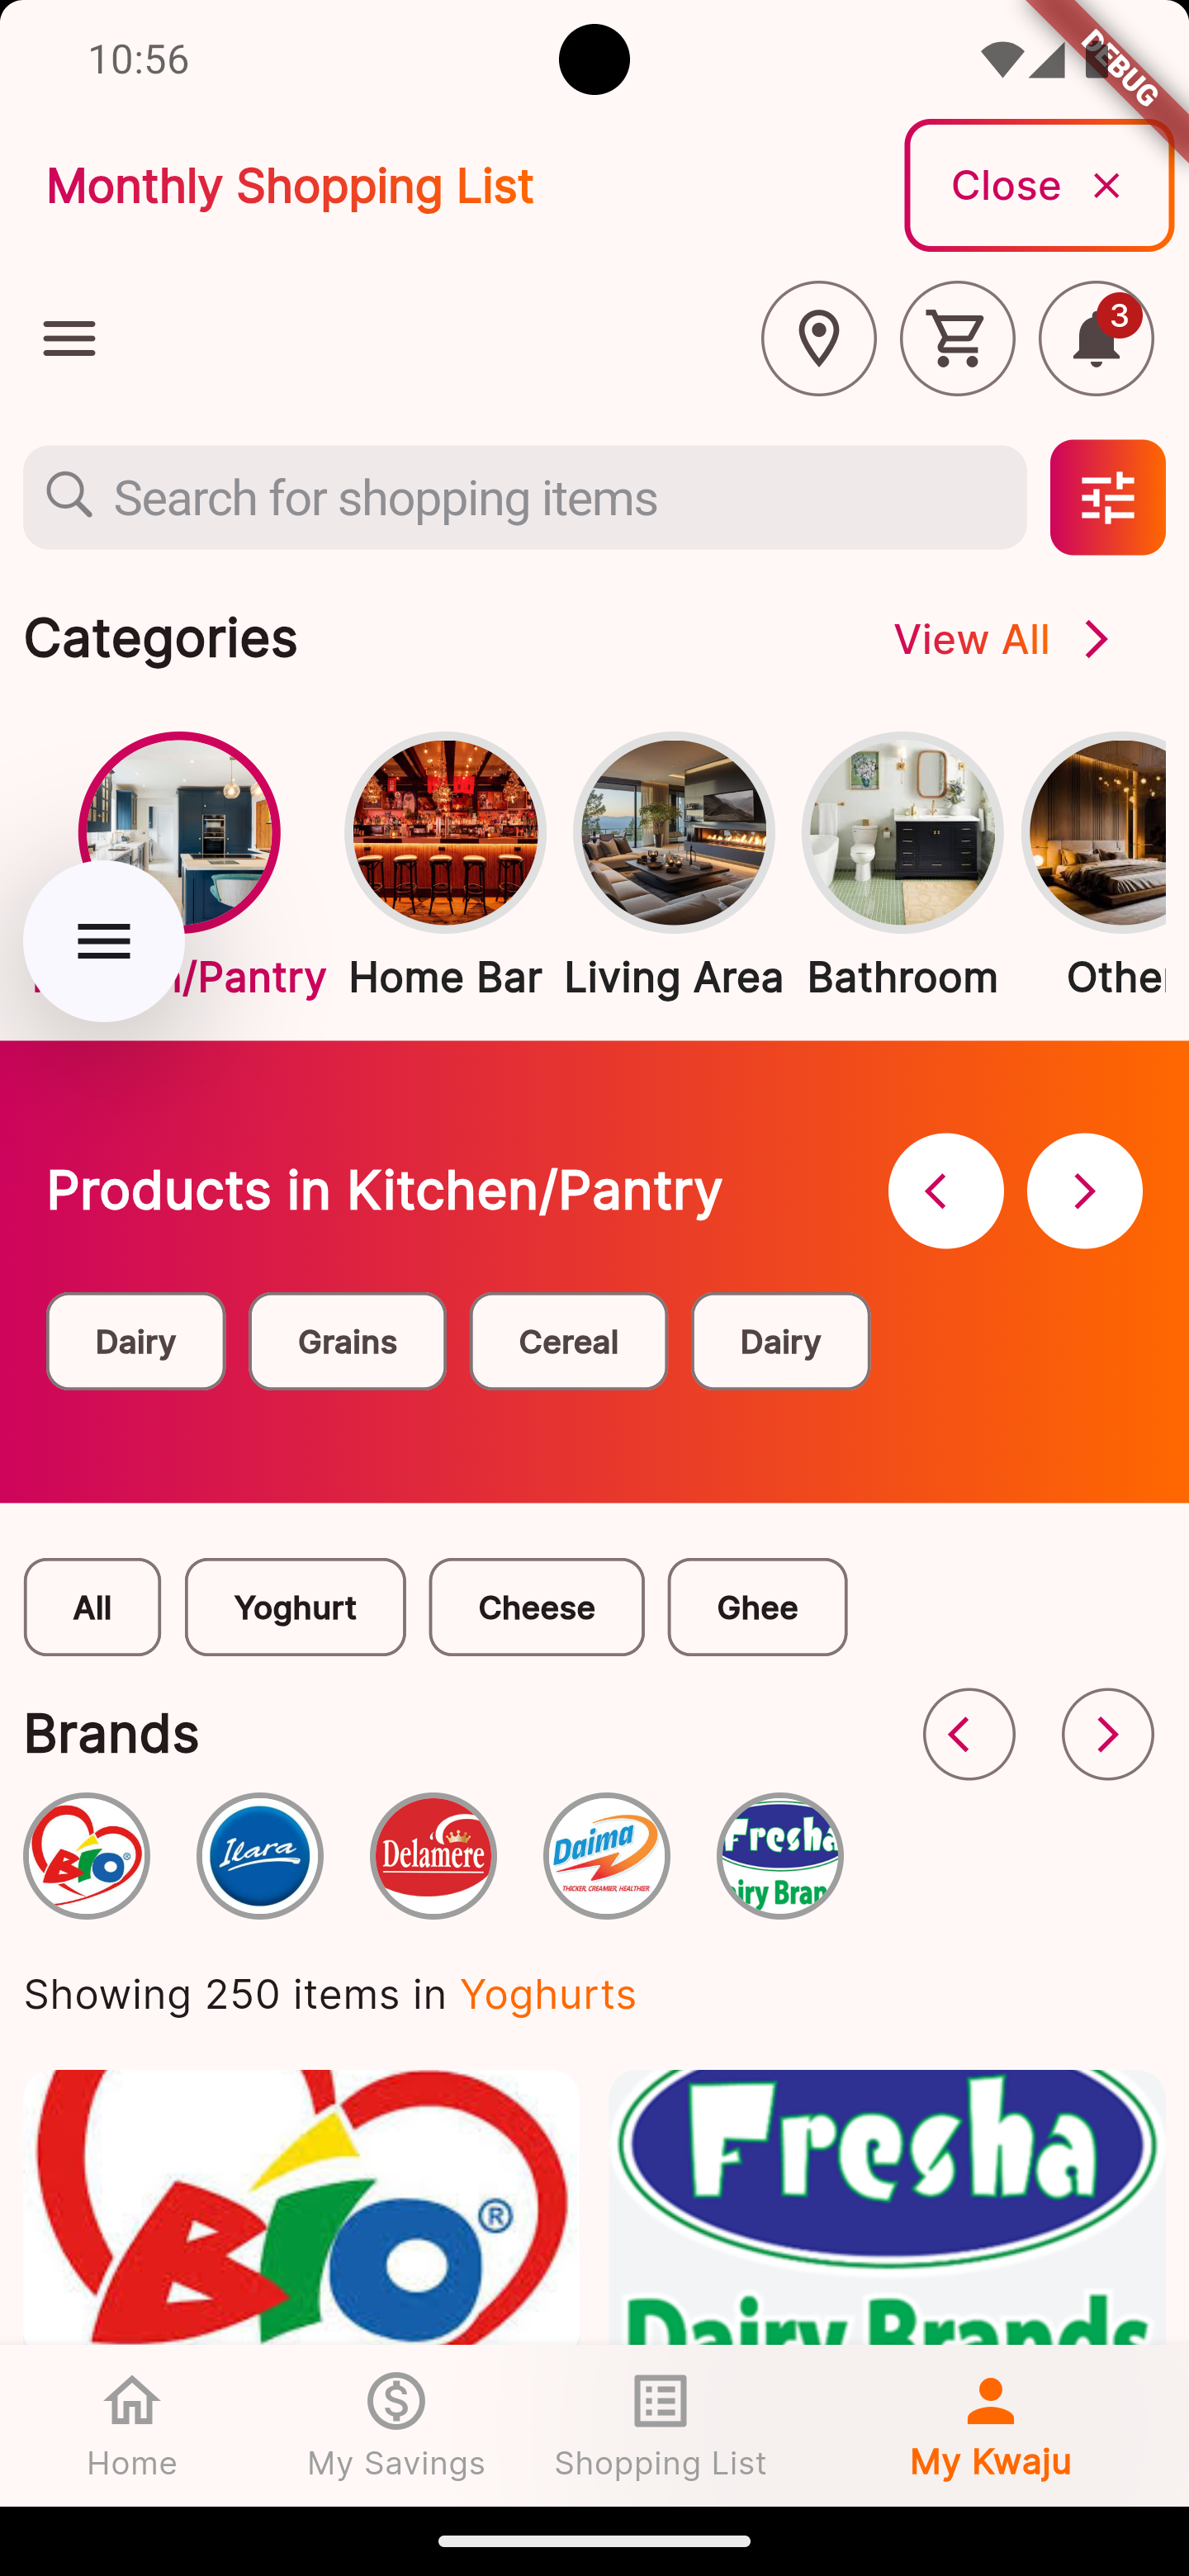 10:56
DEBUG
Monthly Shopping List
Close
3
Search for shopping items
Categories
View All
n/Pantry
Home Bar
Living Area
Bathroom
Other
Products in Kitchen/Pantry
Dairy
Grains
Cereal
Dairy
All
Yoghurt
Cheese
Ghee
Brands
BIO®
Ilara
Delamere
Daima
THICKER, CREAMIER, HEALTHIER
Fresha
iry Bran
Showing 250 items in Yoghurts
BIO®
Fresha
Dairy Brands
Home
My Savings
Shopping List
My Kwaju